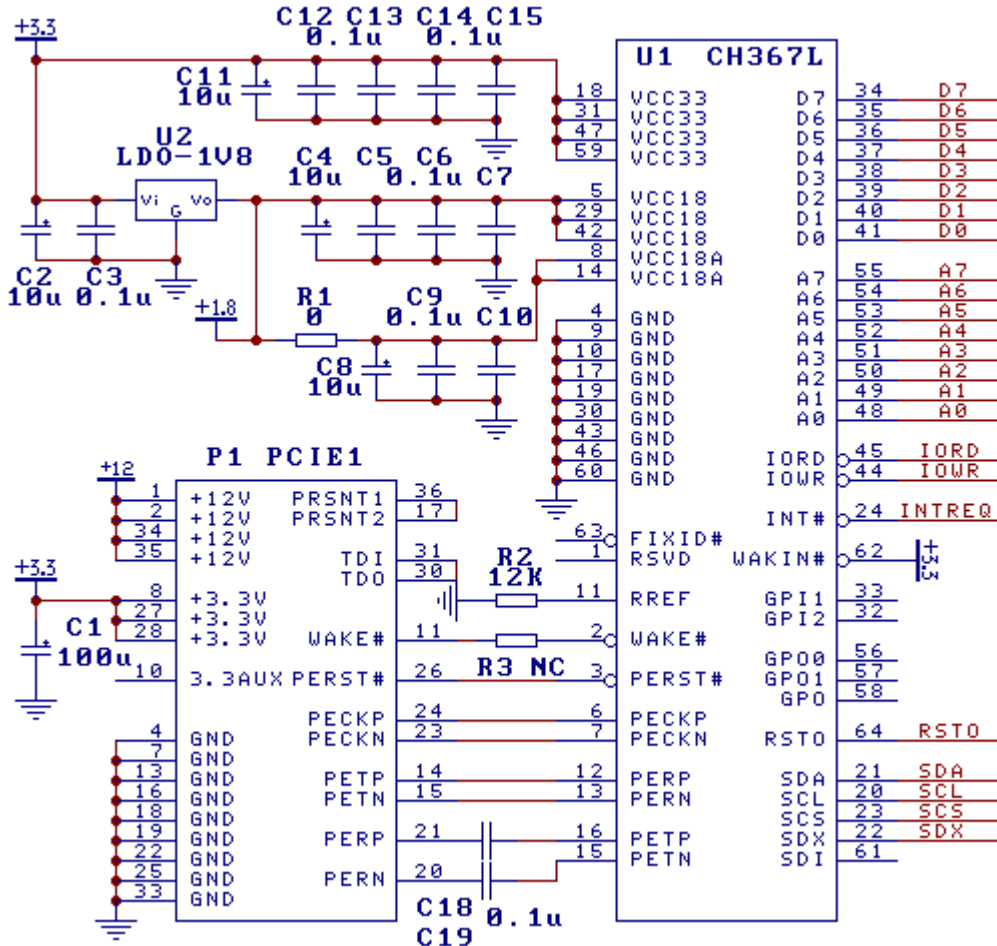 +3.3
C12 C13 C14 C15
0.1u 0.1u
C11
10u
U1 CH367L
18 VCC33 D7 34 D7
31 VCC33 D6 35 D6
47 VCC33 D5 36 D5
59 VCC33 D4 37 D4
D3 38 D3
5 VCC18 D2 39 D2
29 VCC18 D1 40 D1
42 VCC18 D0 41 D0
8 VCC18A
14 VCC18A A7 55 A7
A6 54 A6
4 GND A5 53 A5
9 GND A4 52 A4
10 GND A3 51 A3
17 GND A2 50 A2
19 GND A1 49 A1
30 GND A0 48 A0
43 GND
46 GND IORD 45 IORD
60 GND IOWR 44 IOWR
INT# 24 INTREQ
63 FIXID#
1 RSVD WAKIN# 62 +3.3
11 RREF GPI1 33
GPI2 32
2 WAKE#
GPO0 56
3 PERST# GPO1 57
GPO 58
6 PECKP
7 PECKN RSTO 64 RSTO
12 PERP SDA 21 SDA
13 PERN SCL 20 SCL
SCS 23 SCS
16 PETP SDX 22 SDX
15 PETN SDI 61
U2
LDO-1V8
Vi Vo
G
C4 C5 C6 C7
10u 0.1u
C2 C3
10u 0.1u
+1.8
R1
0
C9
0.1u C10
C8
10u
P1 PCIE1
+12
1 +12V PRSNT1 36
2 +12V PRSNT2 17
34 +12V
35 +12V TDI 31
TDO 30
+3.3
8 +3.3V
27 +3.3V
28 +3.3V WAKE# 11
C1
100u
10 3.3AUX PERST# 26
PECKP 24
4 GND PECKN 23
7 GND
13 GND PETP 14
16 GND PETN 15
18 GND
19 GND PERP 21
22 GND
25 GND PERN 20
33 GND
R2
12K
R3 NC
C18 0.1u
C19